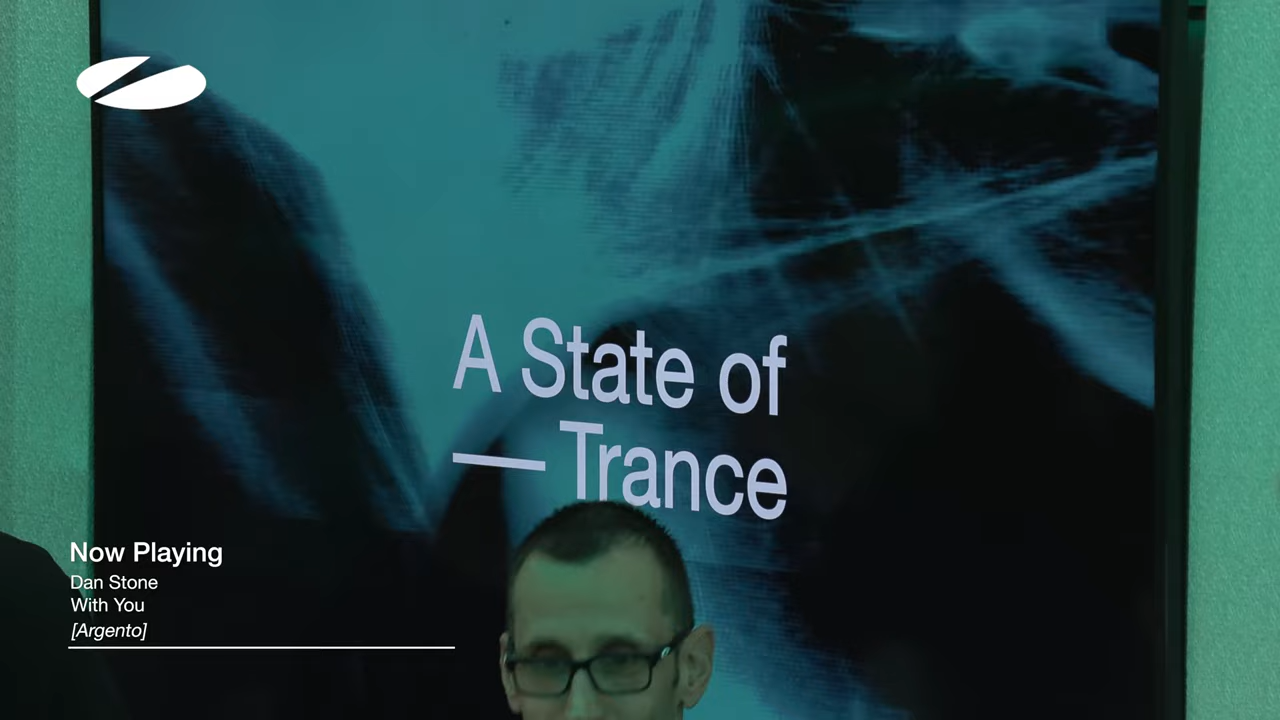 A State of
— Trance
Now Playing
Dan Stone
With You
[Argento]